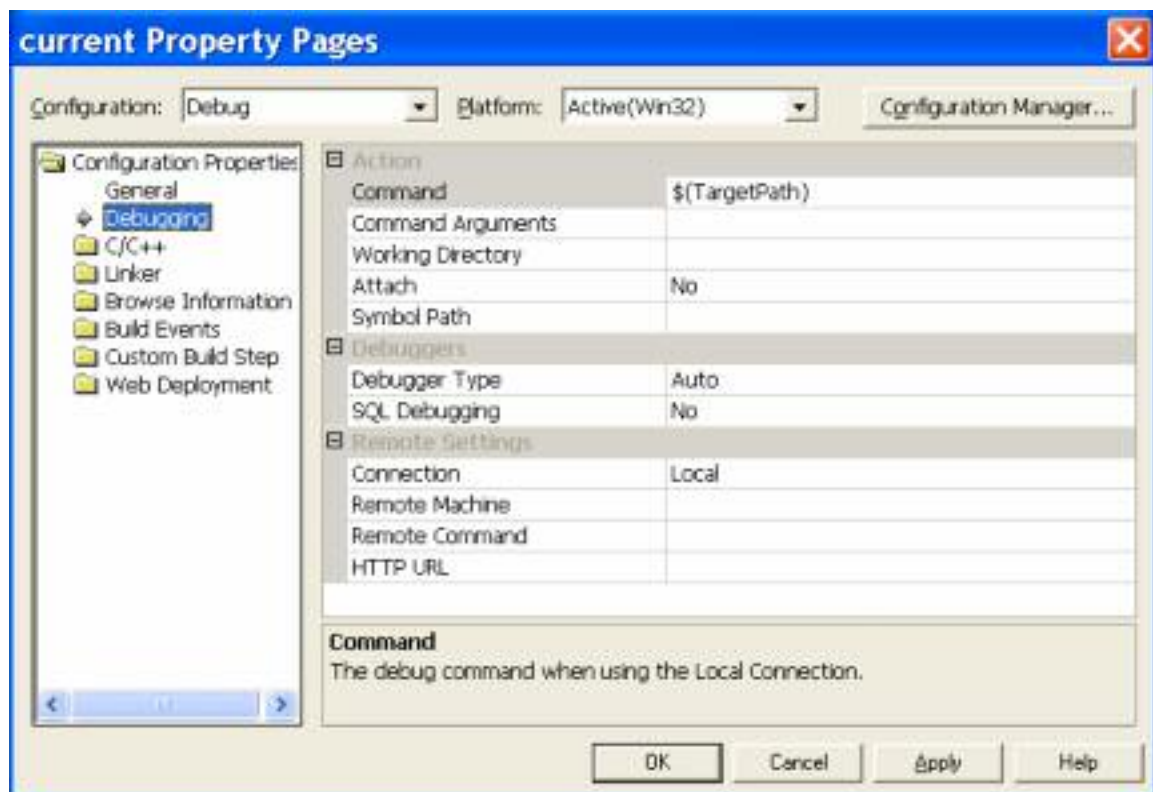 current Property Pages
Configuration: Debug Platform: Active(Win32) Configuration Manager...
Configuration Properties
General
Debugging
C/C++
Linker
Browse Information
Build Events
Custom Build Step
Web Deployment
Action
Command $(TargetPath)
Command Arguments
Working Directory
Attach No
Symbol Path
Debuggers
Debugger Type Auto
SQL Debugging No
Remote Settings
Connection Local
Remote Machine
Remote Command
HTTP URL
Command
The debug command when using the Local Connection.
OK Cancel Apply Help